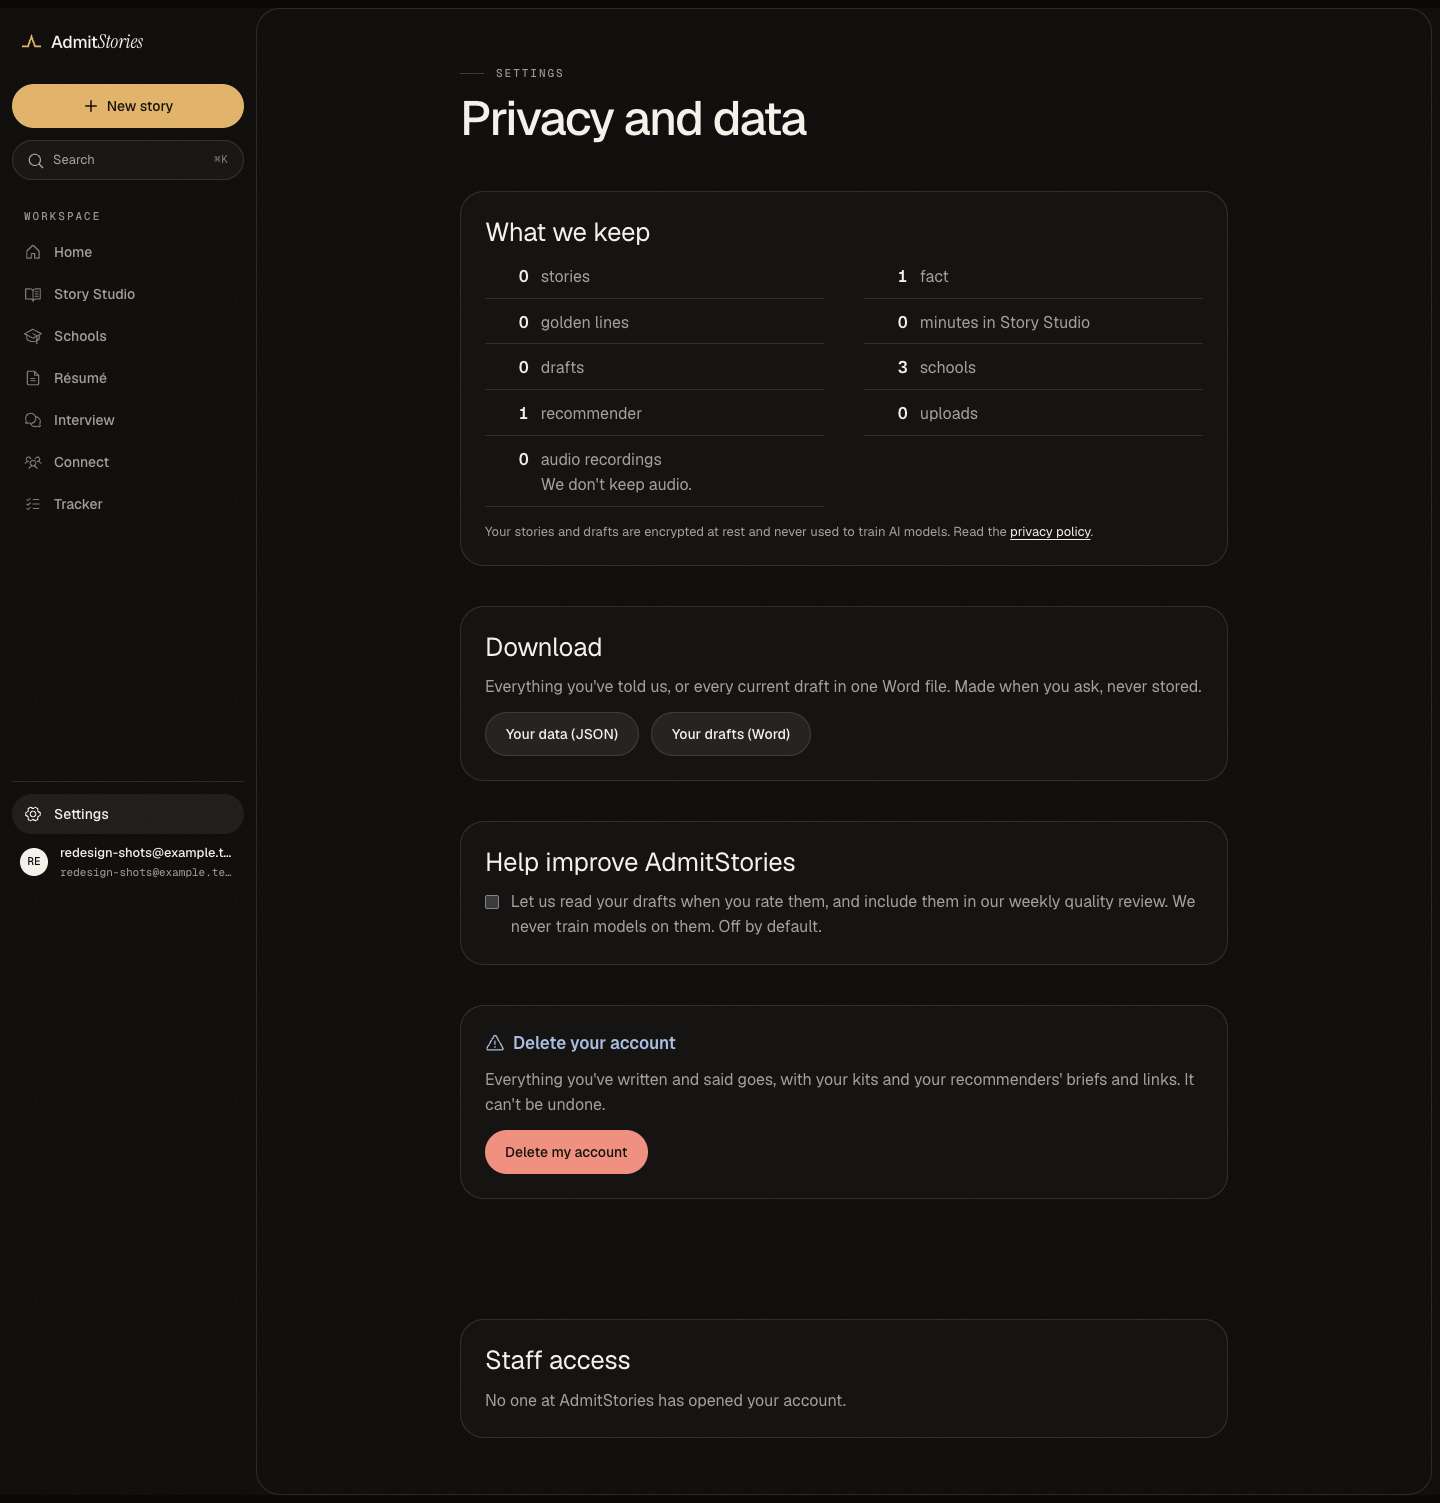 AdmitStories
New story
Search ⌘K
WORKSPACE
Home
Story Studio
Schools
Résumé
Interview
Connect
Tracker
Settings
RE
redesign-shots@example.t…
redesign-shots@example.te…
SETTINGS
Privacy and data
What we keep
0 stories
1 fact
0 golden lines
0 minutes in Story Studio
0 drafts
3 schools
1 recommender
0 uploads
0 audio recordings
We don't keep audio.
Your stories and drafts are encrypted at rest and never used to train AI models. Read the privacy policy.
Download
Everything you've told us, or every current draft in one Word file. Made when you ask, never stored.
Your data (JSON)
Your drafts (Word)
Help improve AdmitStories
Let us read your drafts when you rate them, and include them in our weekly quality review. We
never train models on them. Off by default.
Delete your account
Everything you've written and said goes, with your kits and your recommenders' briefs and links. It
can't be undone.
Delete my account
Staff access
No one at AdmitStories has opened your account.